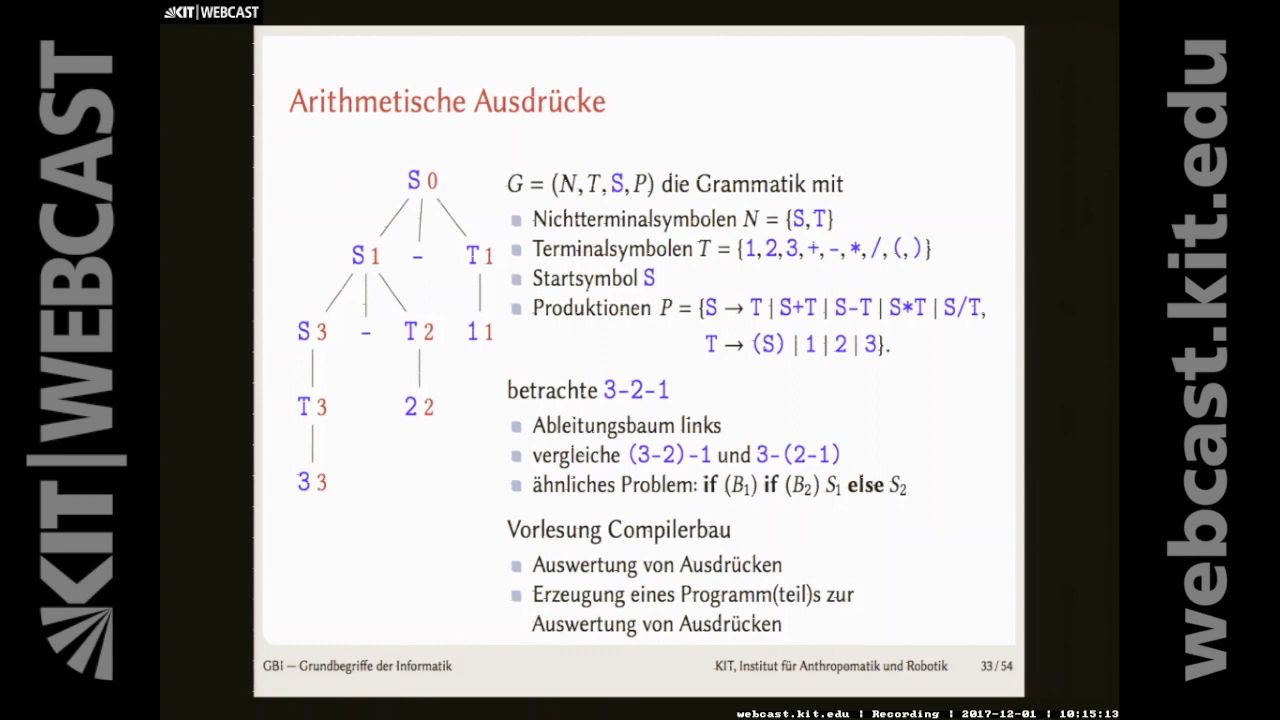 KIT|WEBCAST
KIT|WEBCAST
webcast.kit.edu
Arithmetische Ausdrücke
S 0
S 1 - T 1
S 3 - T 2 1 1
T 3 2 2
3 3
G = (N, T, S, P) die Grammatik mit
Nichtterminalsymbolen N = {S, T}
Terminalsymbolen T = {1, 2, 3, +, -, *, /, (, )}
Startsymbol S
Produktionen P = {S → T | S+T | S-T | S*T | S/T,
T → (S) | 1 | 2 | 3}.
betrachte 3-2-1
Ableitungsbaum links
vergleiche (3-2)-1 und 3-(2-1)
ähnliches Problem: if (B₁) if (B₂) S₁ else S₂
Vorlesung Compilerbau
Auswertung von Ausdrücken
Erzeugung eines Programm(teil)s zur
Auswertung von Ausdrücken
GBI — Grundbegriffe der Informatik KIT, Institut für Anthropomatik und Robotik 33 / 54
webcast.kit.edu | Recording | 2017-12-01 | 10:15:13